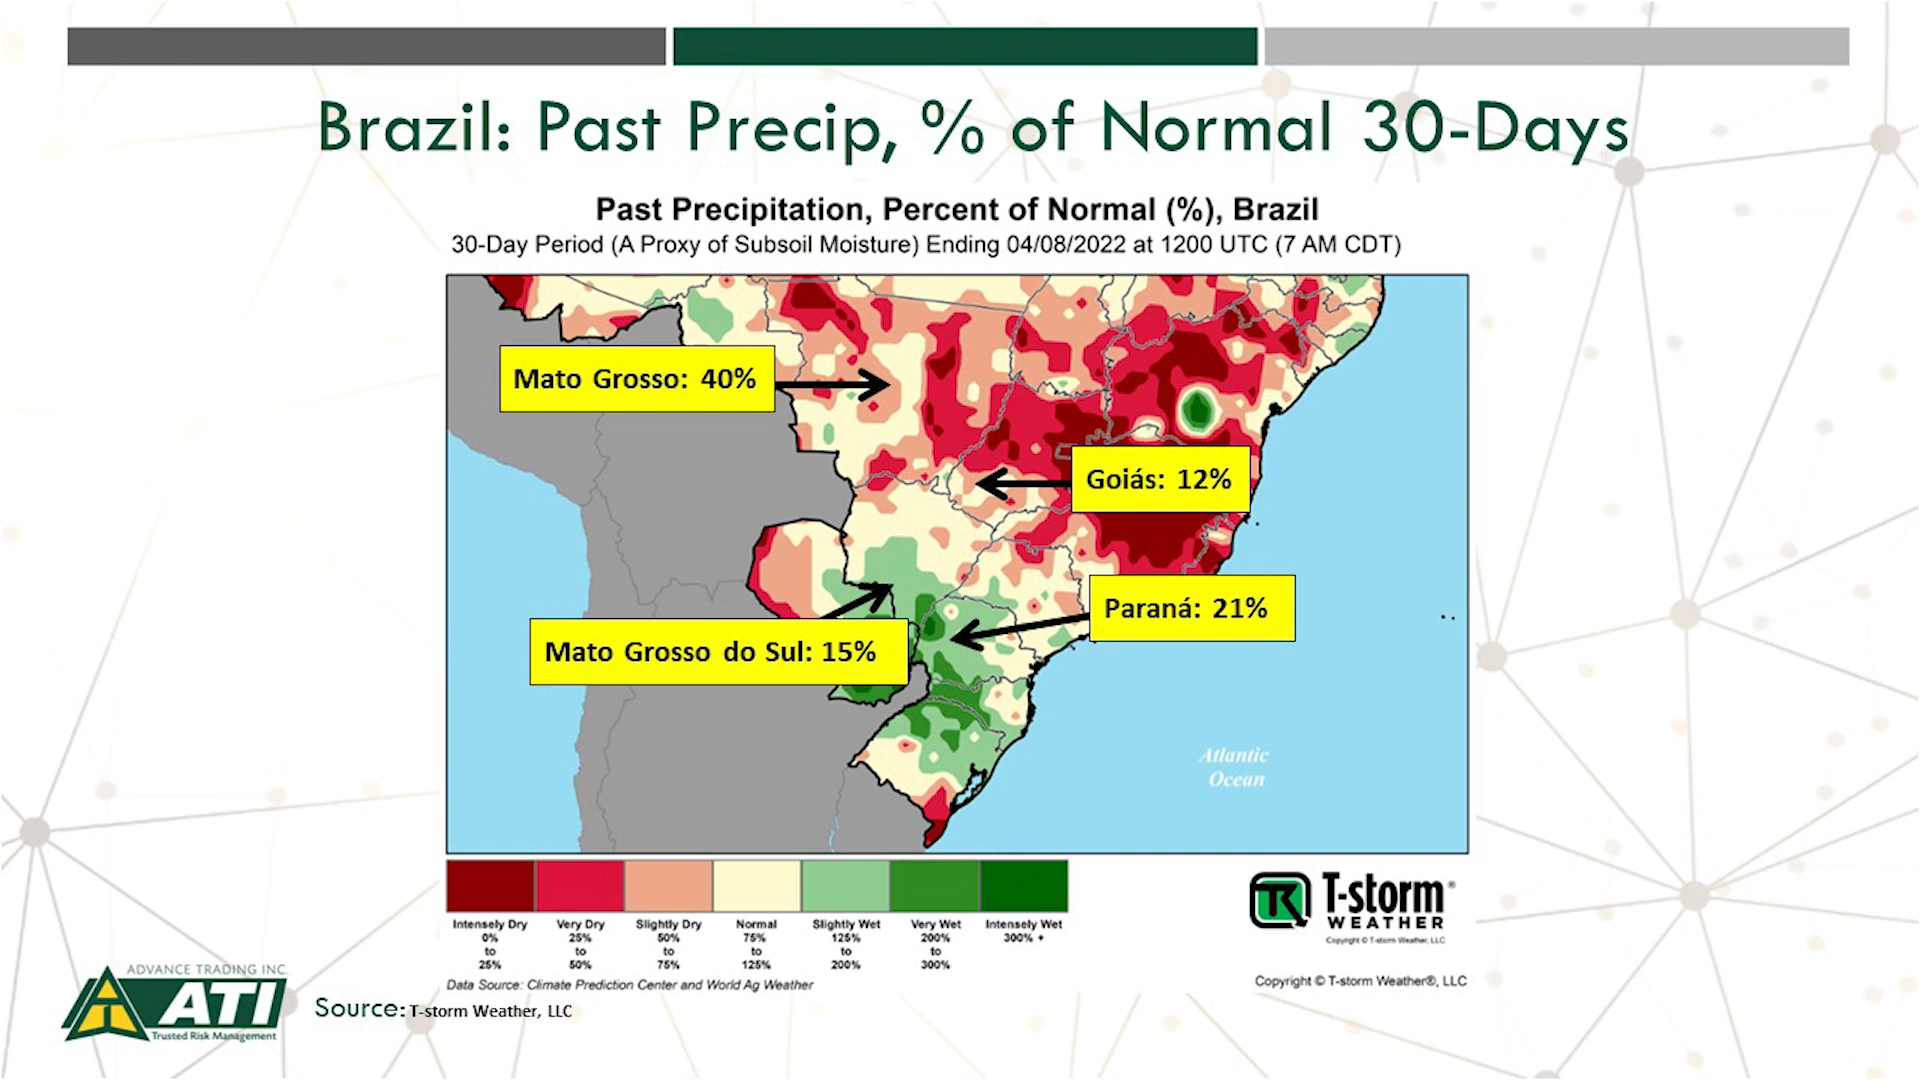 Brazil: Past Precip, % of Normal 30-Days
Past Precipitation, Percent of Normal (%), Brazil
30-Day Period (A Proxy of Subsoil Moisture) Ending 04/08/2022 at 1200 UTC (7 AM CDT)
Mato Grosso: 40%
Goiás: 12%
Paraná: 21%
Mato Grosso do Sul: 15%
Atlantic
Ocean
Intensely Dry
0%
to
25%
Very Dry
25%
to
50%
Slightly Dry
50%
to
75%
Normal
75%
to
125%
Slightly Wet
125%
to
200%
Very Wet
200%
to
300%
Intensely Wet
300% +
T-storm®
WEATHER
Copyright © T-storm Weather, LLC
Data Source: Climate Prediction Center and World Ag Weather
Copyright © T-storm Weather®, LLC
ADVANCE TRADING INC.
ATI
Trusted Risk Management
Source: T-storm Weather, LLC